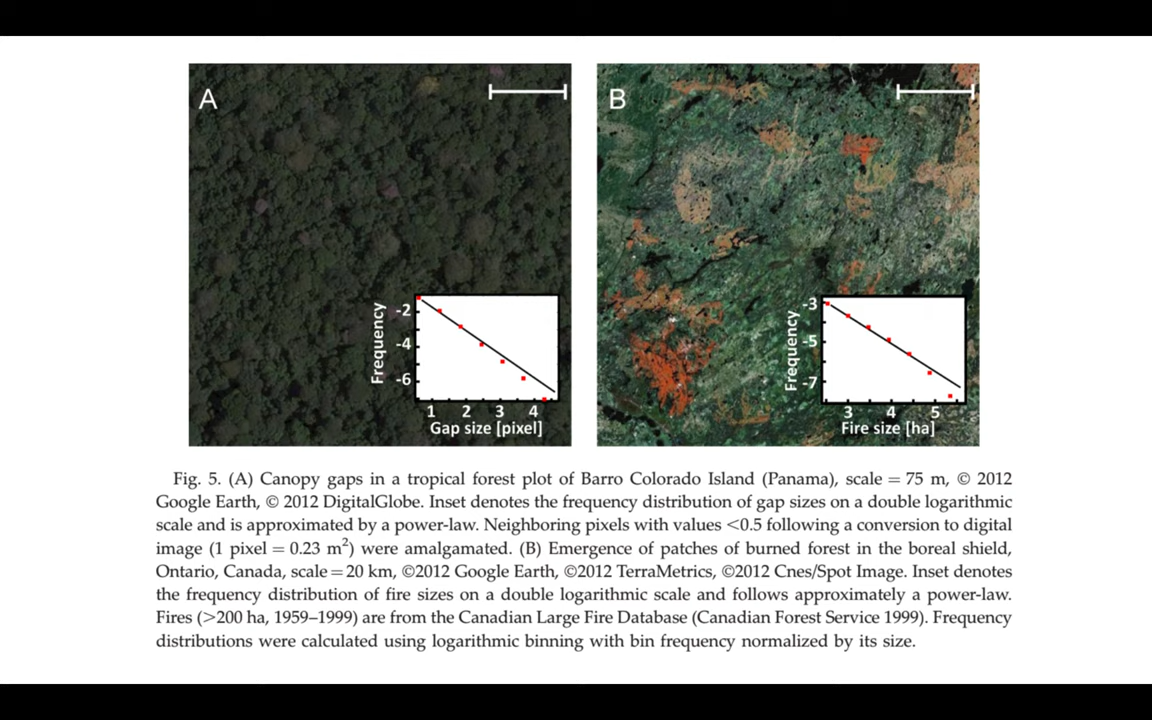 A
B
Frequency
-2
-4
-6
1 2 3 4
Gap size [pixel]
Frequency
-3
-5
-7
3 4 5
Fire size [ha]
Fig. 5. (A) Canopy gaps in a tropical forest plot of Barro Colorado Island (Panama), scale = 75 m, © 2012
Google Earth, © 2012 DigitalGlobe. Inset denotes the frequency distribution of gap sizes on a double logarithmic
scale and is approximated by a power-law. Neighboring pixels with values <0.5 following a conversion to digital
image (1 pixel = 0.23 m²) were amalgamated. (B) Emergence of patches of burned forest in the boreal shield,
Ontario, Canada, scale = 20 km, ©2012 Google Earth, ©2012 TerraMetrics, ©2012 Cnes/Spot Image. Inset denotes
the frequency distribution of fire sizes on a double logarithmic scale and follows approximately a power-law.
Fires (>200 ha, 1959–1999) are from the Canadian Large Fire Database (Canadian Forest Service 1999). Frequency
distributions were calculated using logarithmic binning with bin frequency normalized by its size.